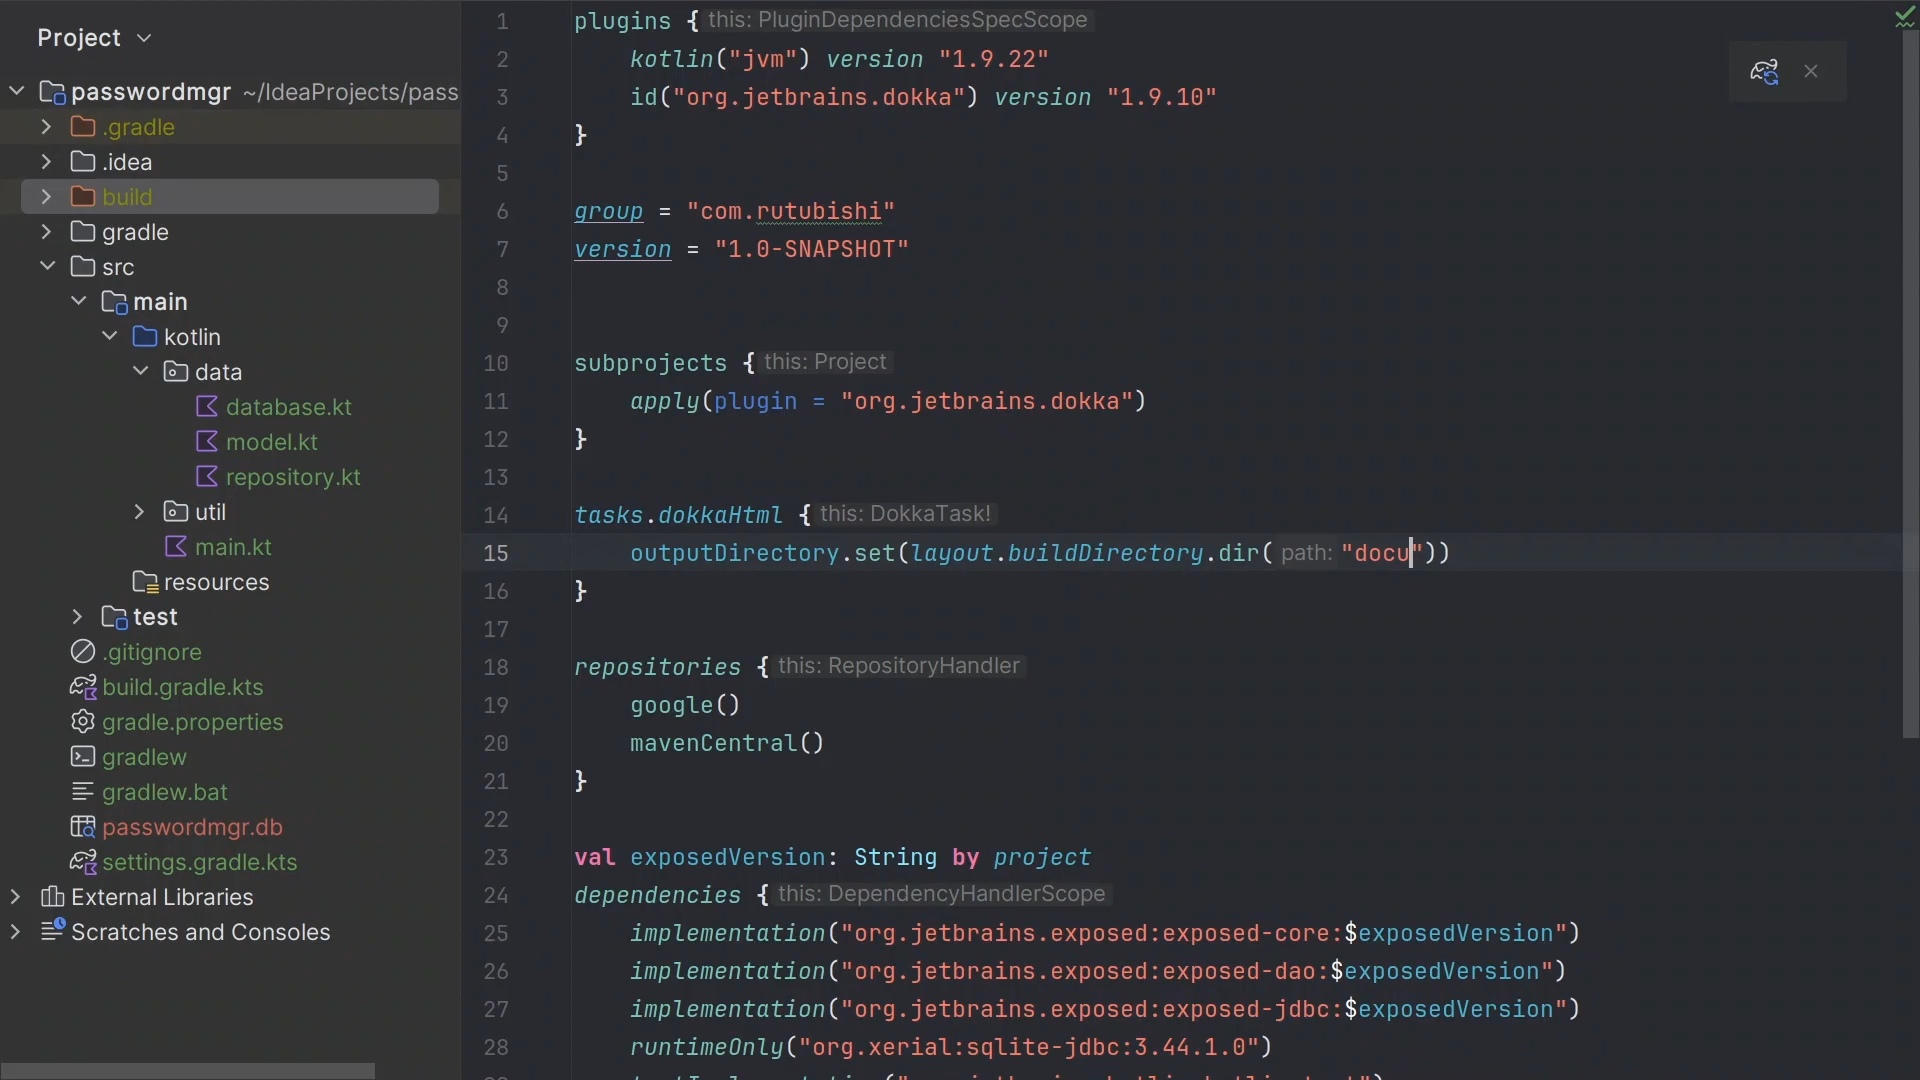 Project
passwordmgr ~/IdeaProjects/pass
.gradle
.idea
build
gradle
src
main
kotlin
data
database.kt
model.kt
repository.kt
util
main.kt
resources
test
.gitignore
build.gradle.kts
gradle.properties
gradlew
gradlew.bat
passwordmgr.db
settings.gradle.kts
External Libraries
Scratches and Consoles
1 plugins { this: PluginDependenciesSpecScope
2 kotlin("jvm") version "1.9.22"
3 id("org.jetbrains.dokka") version "1.9.10"
4 }
5
6 group = "com.rutubishi"
7 version = "1.0-SNAPSHOT"
8
9
10 subprojects { this: Project
11 apply(plugin = "org.jetbrains.dokka")
12 }
13
14 tasks.dokkaHtml { this: DokkaTask!
15 outputDirectory.set(layout.buildDirectory.dir( path: "docu"))
16 }
17
18 repositories { this: RepositoryHandler
19 google()
20 mavenCentral()
21 }
22
23 val exposedVersion: String by project
24 dependencies { this: DependencyHandlerScope
25 implementation("org.jetbrains.exposed:exposed-core:$exposedVersion")
26 implementation("org.jetbrains.exposed:exposed-dao:$exposedVersion")
27 implementation("org.jetbrains.exposed:exposed-jdbc:$exposedVersion")
28 runtimeOnly("org.xerial:sqlite-jdbc:3.44.1.0")